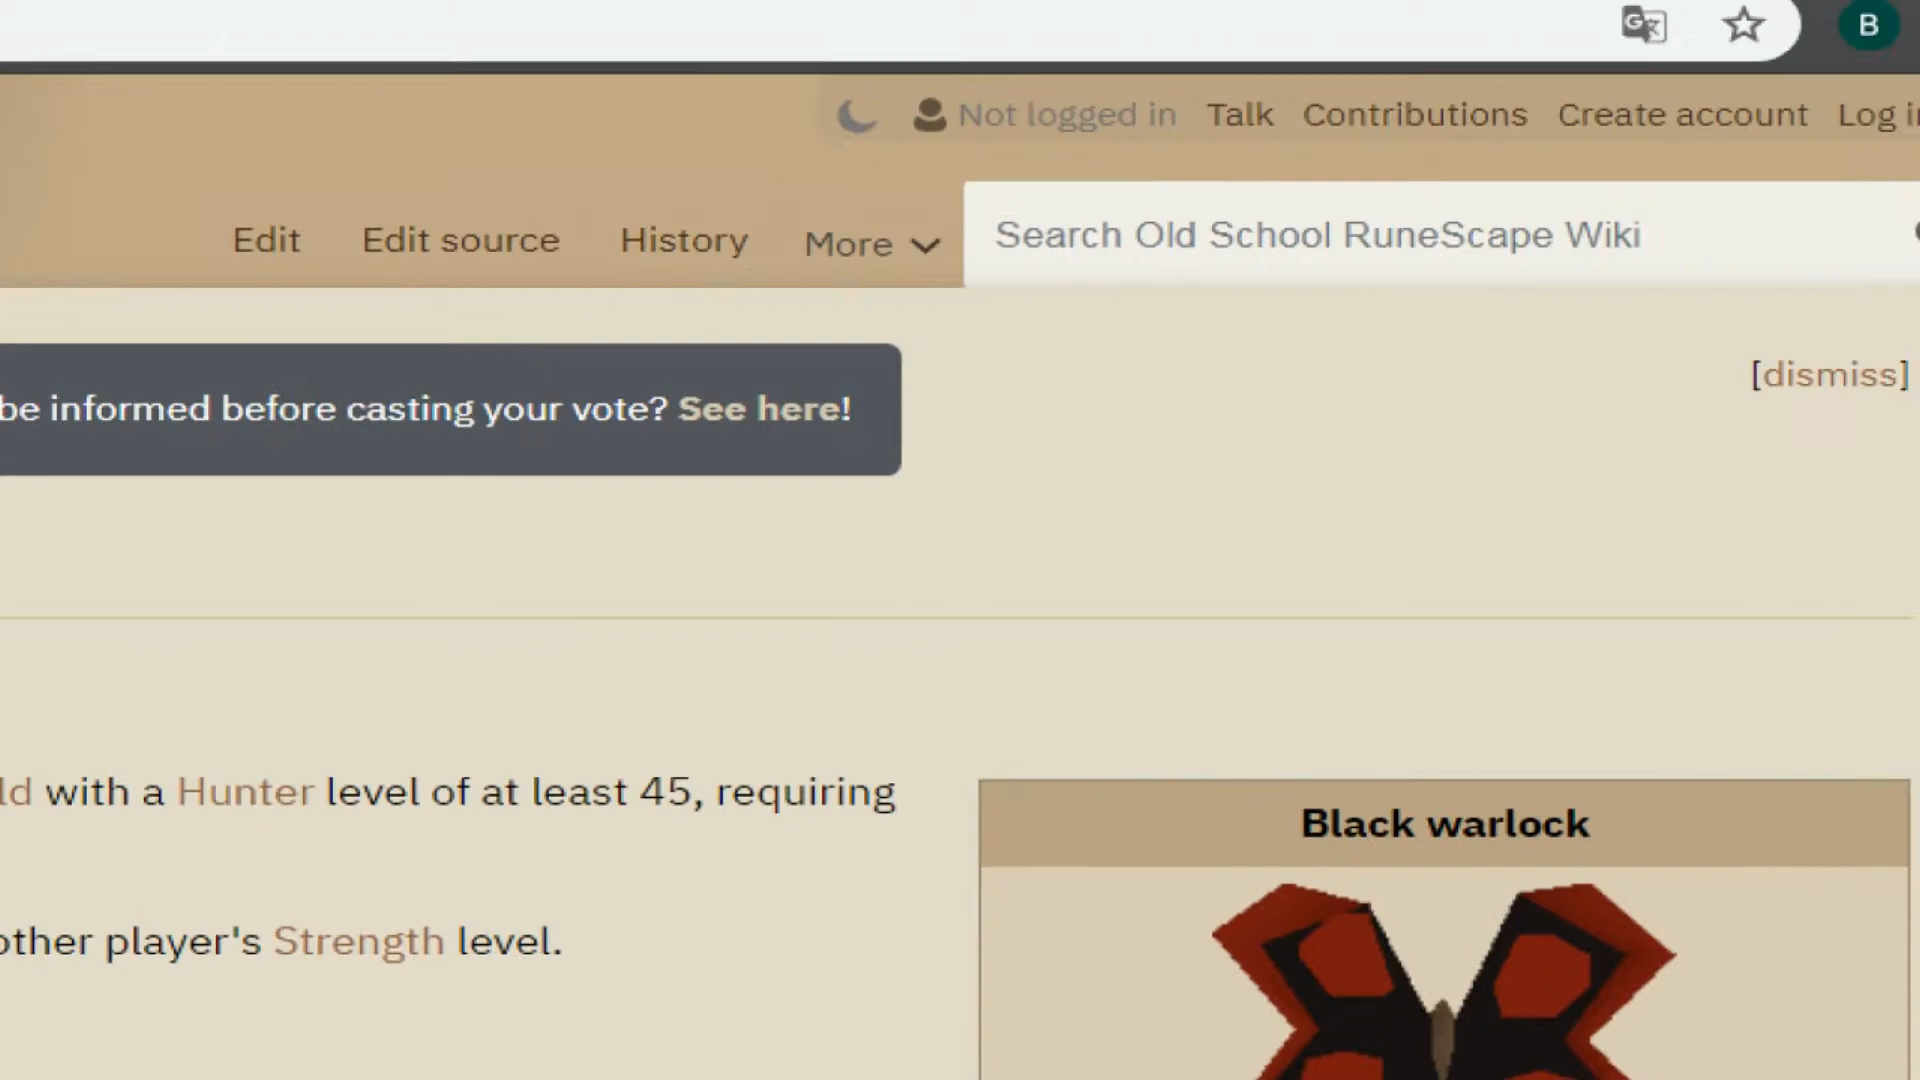 B
Not logged in Talk Contributions Create account Log
Edit Edit source History More Search Old School RuneScape Wiki
[dismiss]
be informed before casting your vote? See here!
with a Hunter level of at least 45, requiring
Black warlock
other player's Strength level.